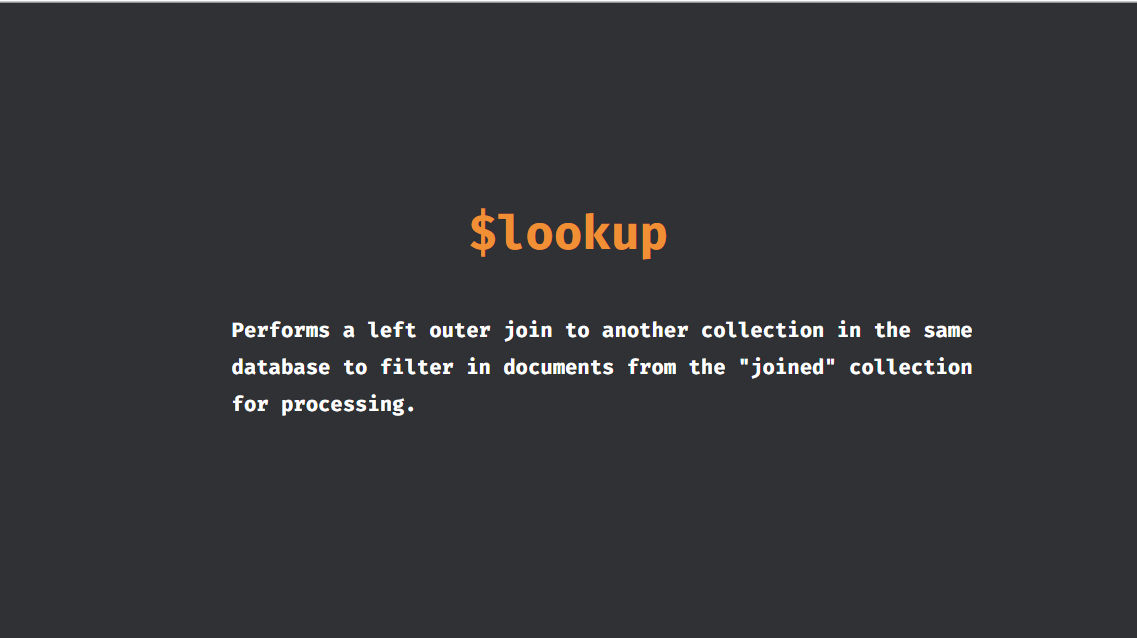 $lookup
Performs a left outer join to another collection in the same
database to filter in documents from the "joined" collection
for processing.